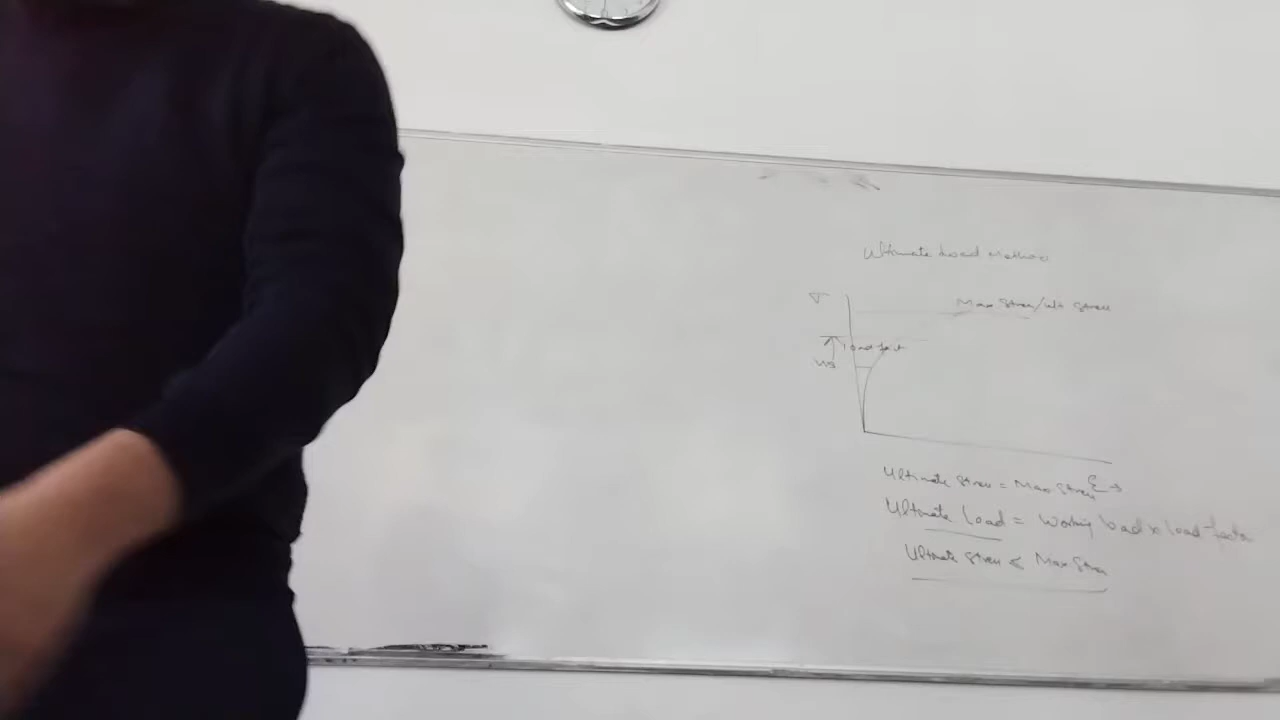 Ultimate Load Method
σ
Max Stress/ult Stress
load fact
WS
Ultimate Stress = Max Stress
ε →
Ultimate load = Working load x load factor
Ultimate Stress < Max Stress